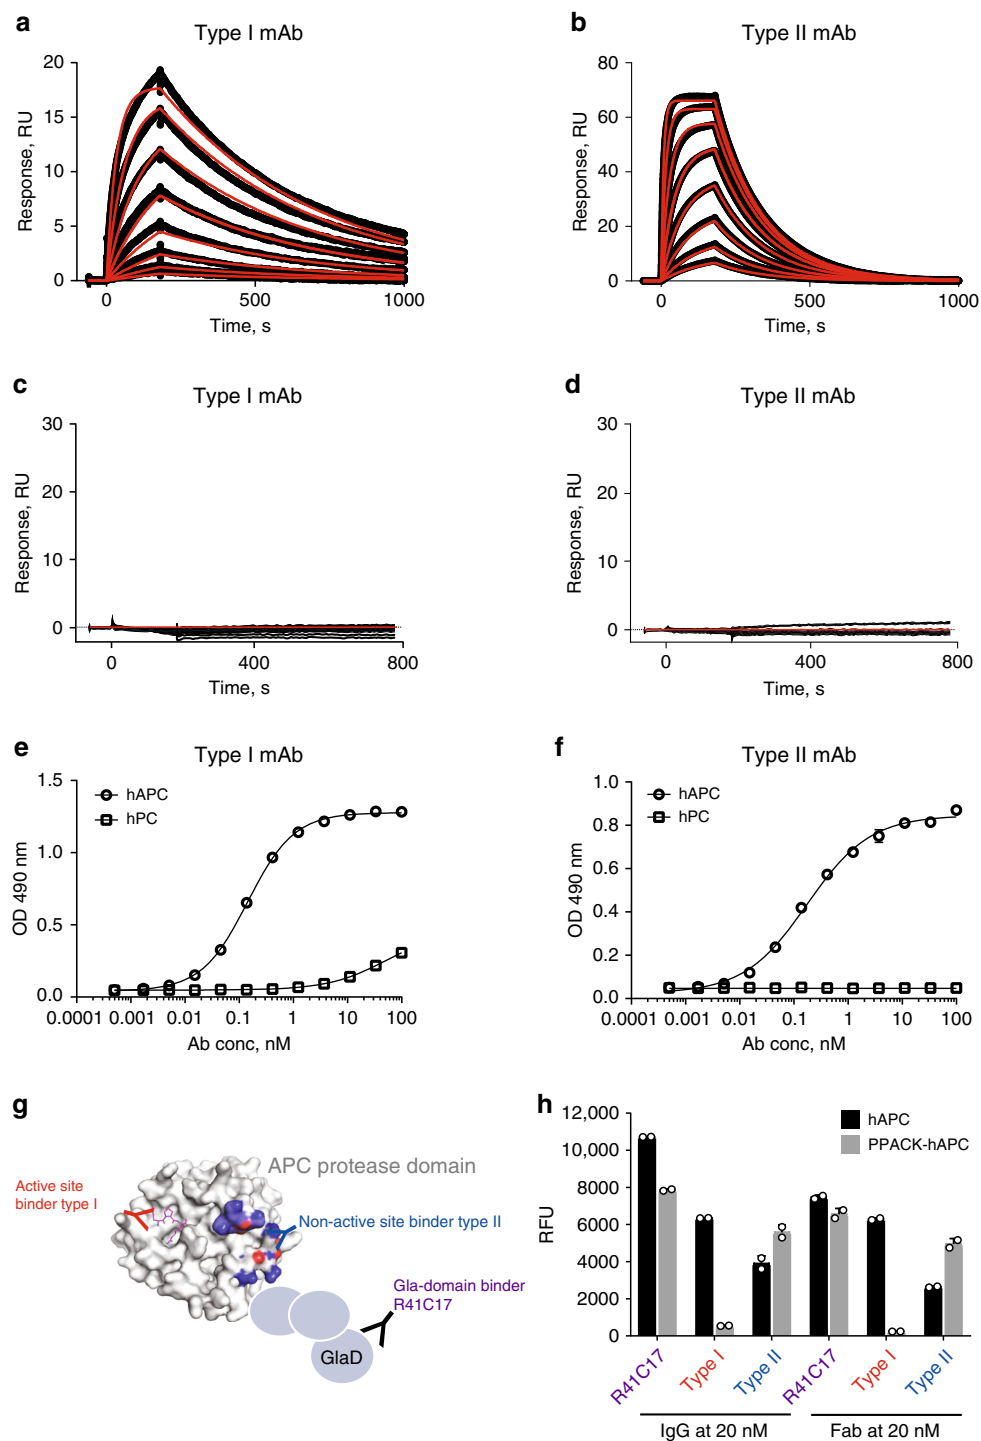 a
Type I mAb
20
15
10
5
0
Response, RU
0
500
1000
Time, s
b
Type II mAb
80
60
40
20
0
Response, RU
0
500
1000
Time, s
c
Type I mAb
30
20
10
0
Response, RU
0
400
800
Time, s
d
Type II mAb
30
20
10
0
Response, RU
0
400
800
Time, s
e
Type I mAb
hAPC
hPC
1.5
1.0
0.5
0.0
OD 490 nm
0.0001 0.001 0.01 0.1 1 10 100
Ab conc, nM
f
Type II mAb
hAPC
hPC
1.0
0.8
0.6
0.4
0.2
0.0
OD 490 nm
0.0001 0.001 0.01 0.1 1 10 100
Ab conc, nM
g
APC protease domain
Active site
binder type I
Non-active site binder type II
Gla-domain binder
R41C17
GlaD
h
hAPC
PPACK-hAPC
12,000
10,000
8000
6000
4000
2000
0
RFU
R41C17
Type I
Type II
R41C17
Type I
Type II
IgG at 20 nM
Fab at 20 nM